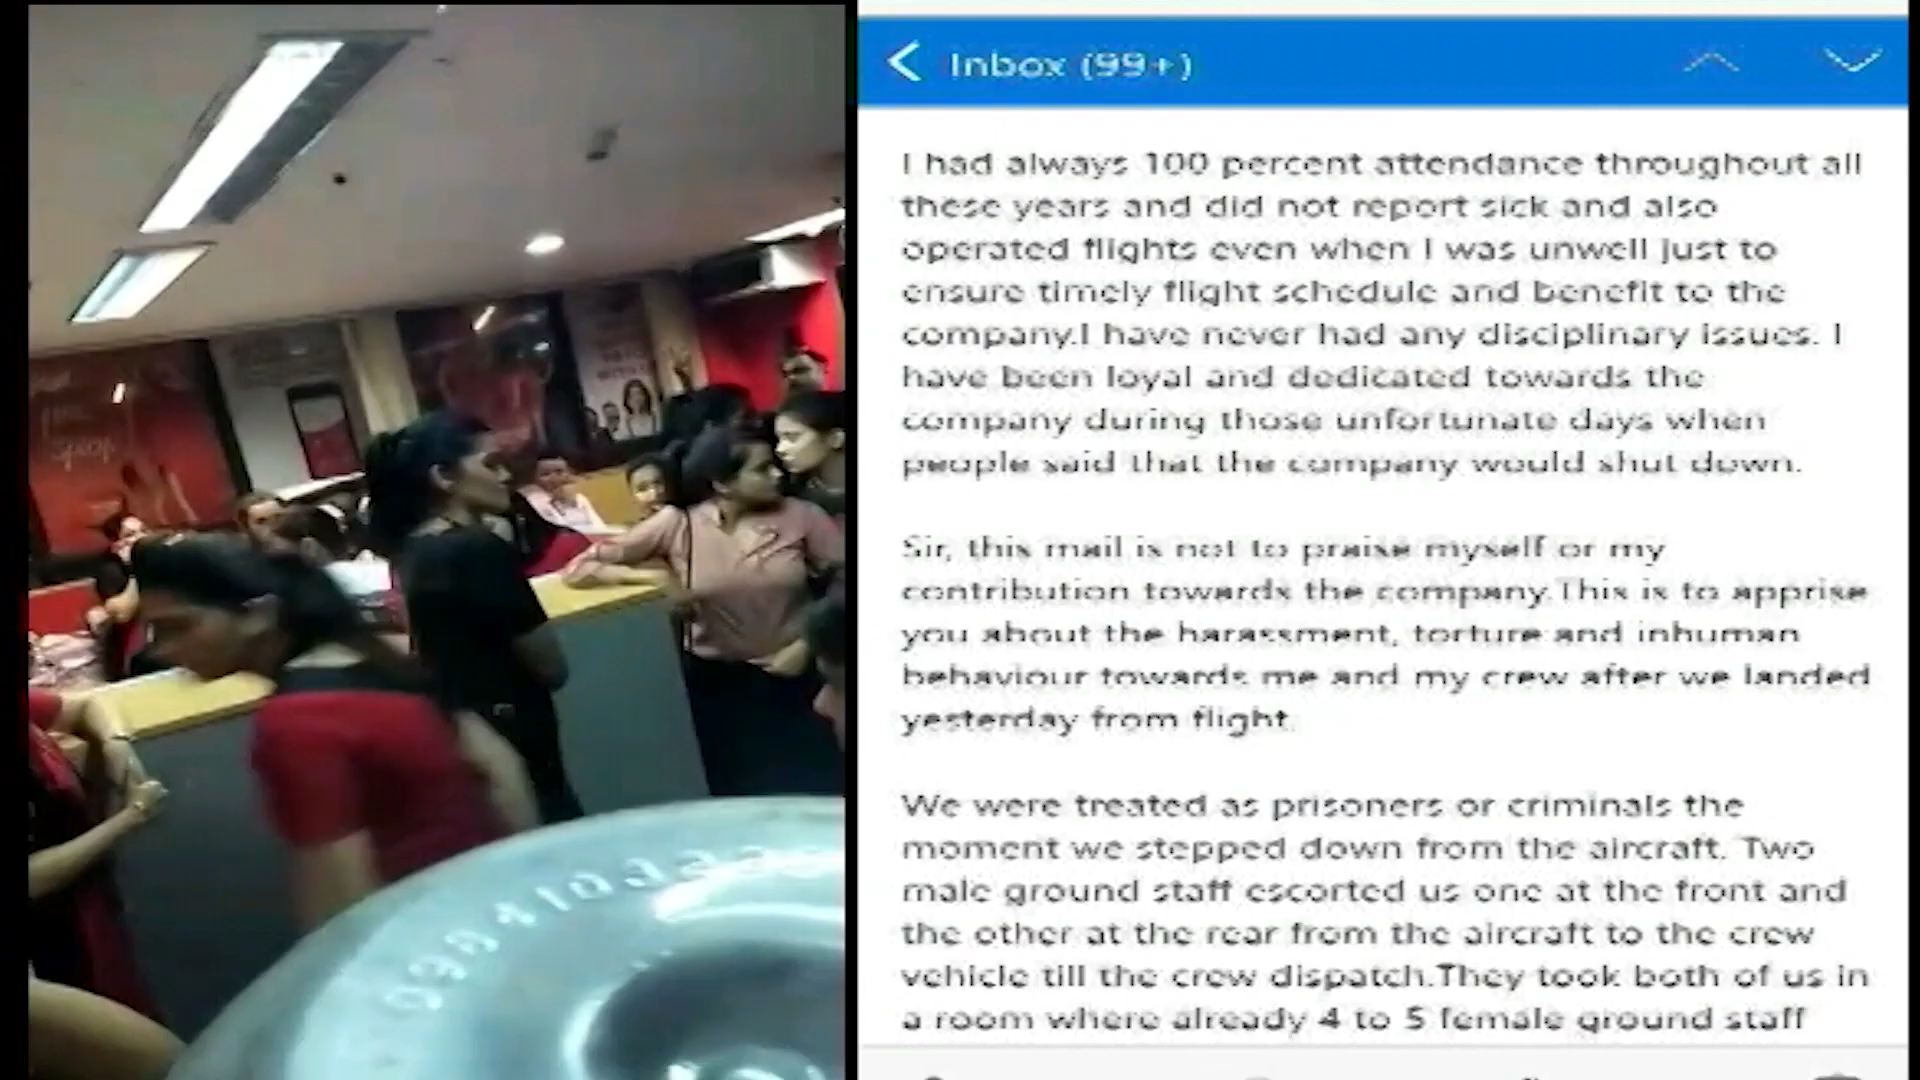 Inbox (99+)
I had always 100 percent attendance throughout all
these years and did not report sick and also
operated flights even when I was unwell just to
ensure timely flight schedule and benefit to the
company.I have never had any disciplinary issues. I
have been loyal and dedicated towards the
company during those unfortunate days when
people said that the company would shut down.
Sir, this mail is not to praise myself or my
contribution towards the company.This is to apprise
you about the harassment, torture and inhuman
behaviour towards me and my crew after we landed
yesterday from flight.
We were treated as prisoners or criminals the
moment we stepped down from the aircraft. Two
male ground staff escorted us one at the front and
the other at the rear from the aircraft to the crew
vehicle till the crew dispatch.They took both of us in
a room where already 4 to 5 female ground staff